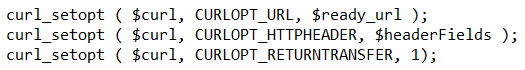 curl_setopt ( $curl, CURLOPT_URL, $ready_url );
curl_setopt ( $curl, CURLOPT_HTTPHEADER, $headerFields );
curl_setopt ( $curl, CURLOPT_RETURNTRANSFER, 1);